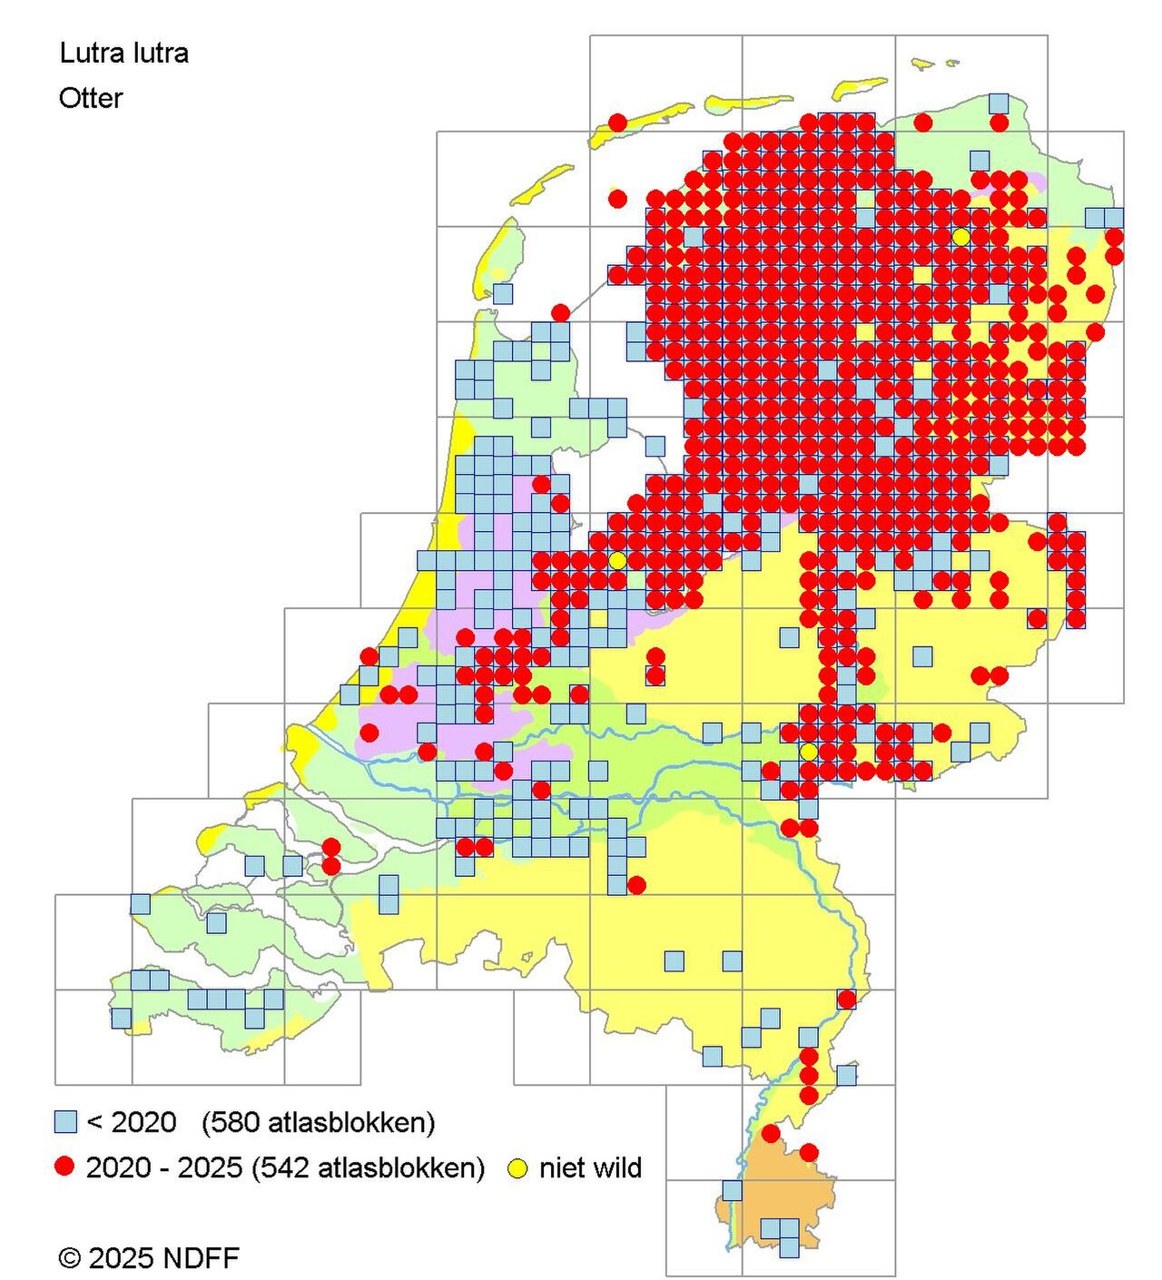 Lutra lutra
Otter
< 2020 (580 atlasblokken)
2020 - 2025 (542 atlasblokken) niet wild
© 2025 NDFF